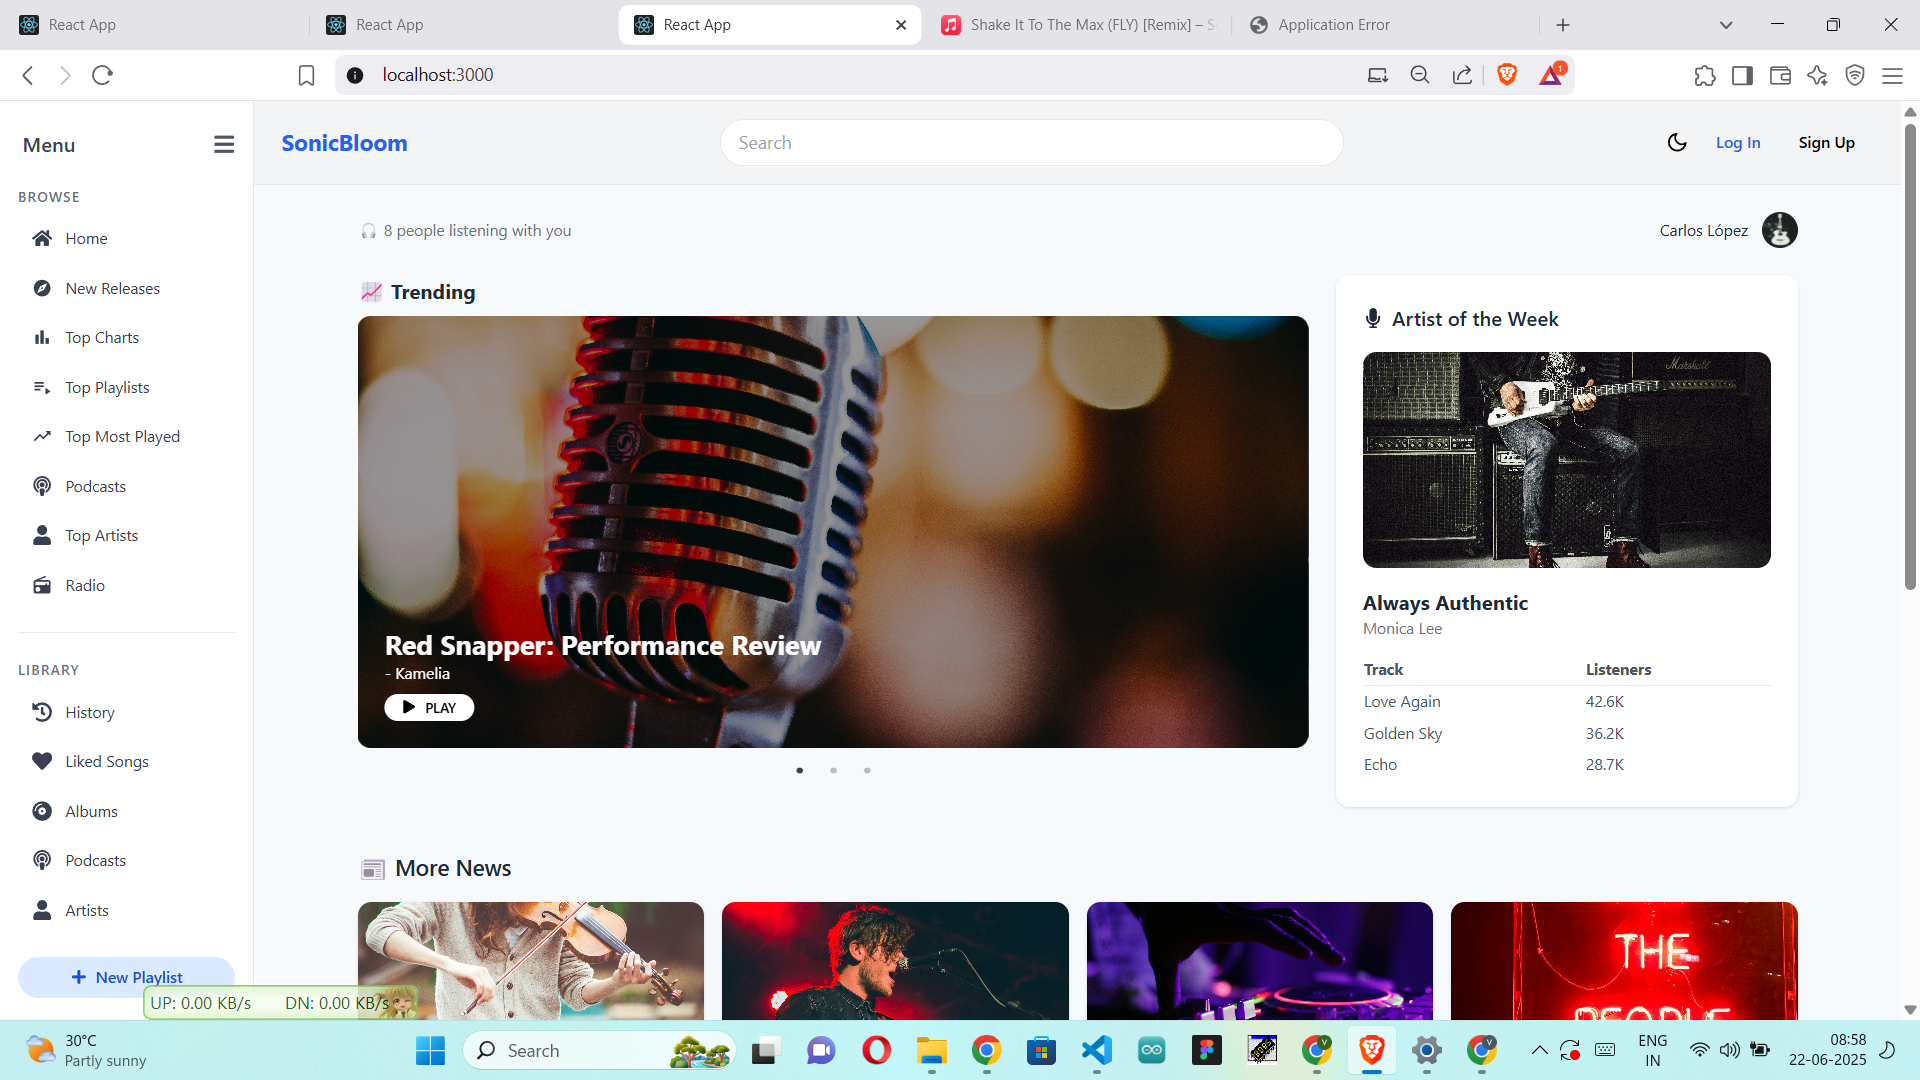 React App
React App
React App
Shake It To The Max (FLY) [Remix] – S
Application Error
localhost:3000
1
Menu
SonicBloom
Search
Log In
Sign Up
BROWSE
Home
New Releases
Top Charts
Top Playlists
Top Most Played
Podcasts
Top Artists
Radio
LIBRARY
History
Liked Songs
Albums
Podcasts
Artists
New Playlist
8 people listening with you
Carlos López
Trending
Red Snapper: Performance Review
- Kamelia
PLAY
Artist of the Week
Marshall
Always Authentic
Monica Lee
Track Listeners
Love Again 42.6K
Golden Sky 36.2K
Echo 28.7K
More News
THE
PEOPLE
UP: 0.00 KB/s DN: 0.00 KB/s
30°C
Partly sunny
Search
ENG
IN
08:58
22-06-2025